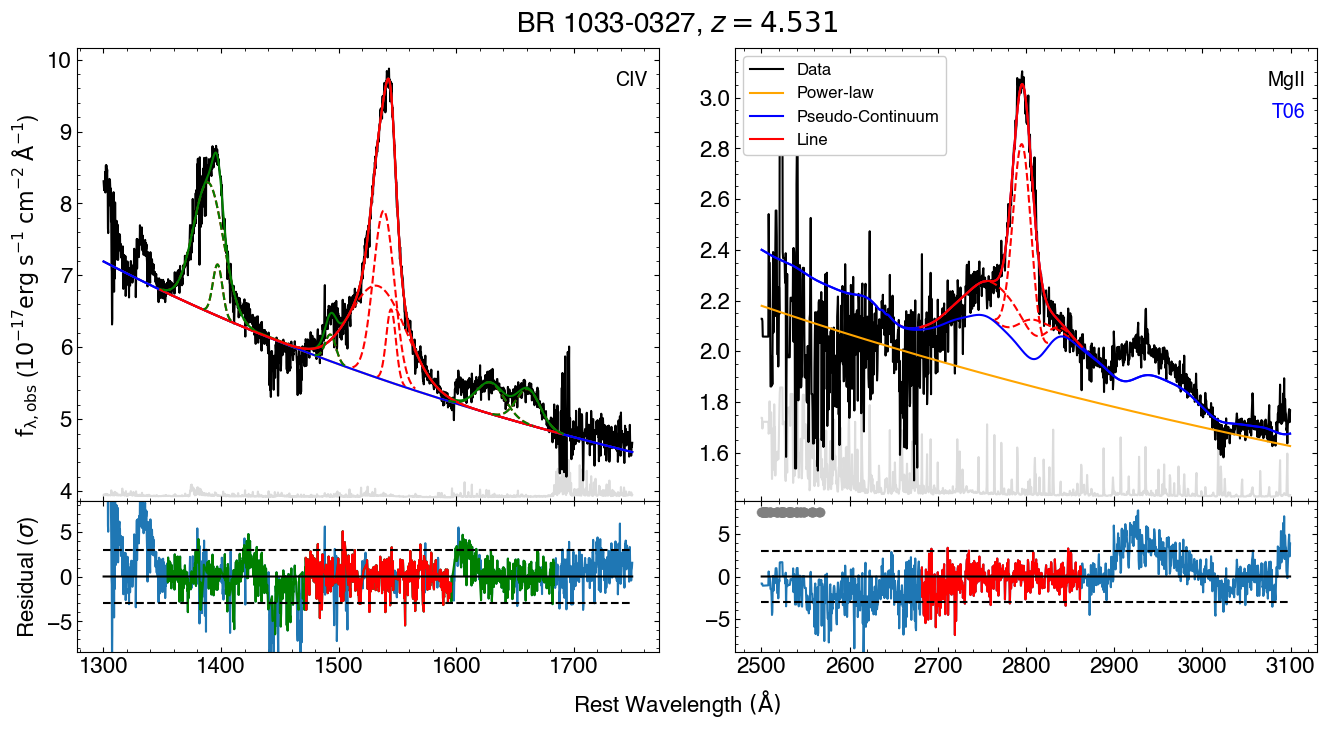 BR 1033-0327, z = 4.531
CIV
10
9
8
7
6
5
4
f_λ, obs (10⁻¹⁷ erg s⁻¹ cm⁻² Å⁻¹)
Data
Power-law
Pseudo-Continuum
Line
MgII
T06
3.0
2.8
2.6
2.4
2.2
2.0
1.8
1.6
Residual (σ)
5
0
−5
5
0
−5
1300 1400 1500 1600 1700
2500 2600 2700 2800 2900 3000 3100
Rest Wavelength (Å)